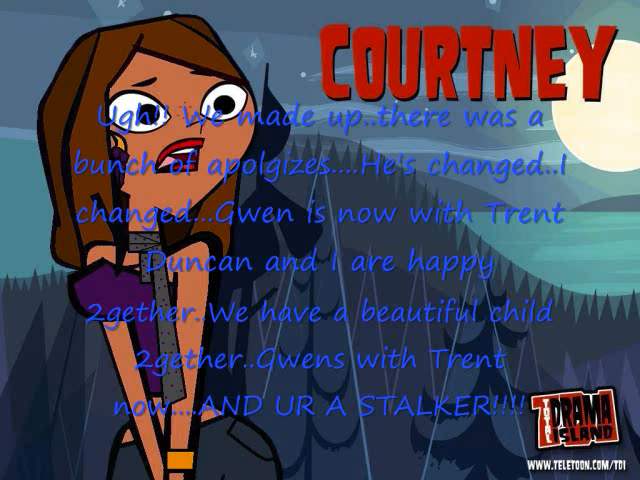 COURTNEY
Ugh!! We made up..there was a
bunch of apolgizes....He's changed..I
changed...Gwen is now with Trent
Duncan and I are happy
2gether..We have a beautiful child
2gether..Gwens with Trent
now....AND UR A STALKER!!!!
TOTAL DRAMA
ISLAND
WWW.TELETOON.COM/TDI